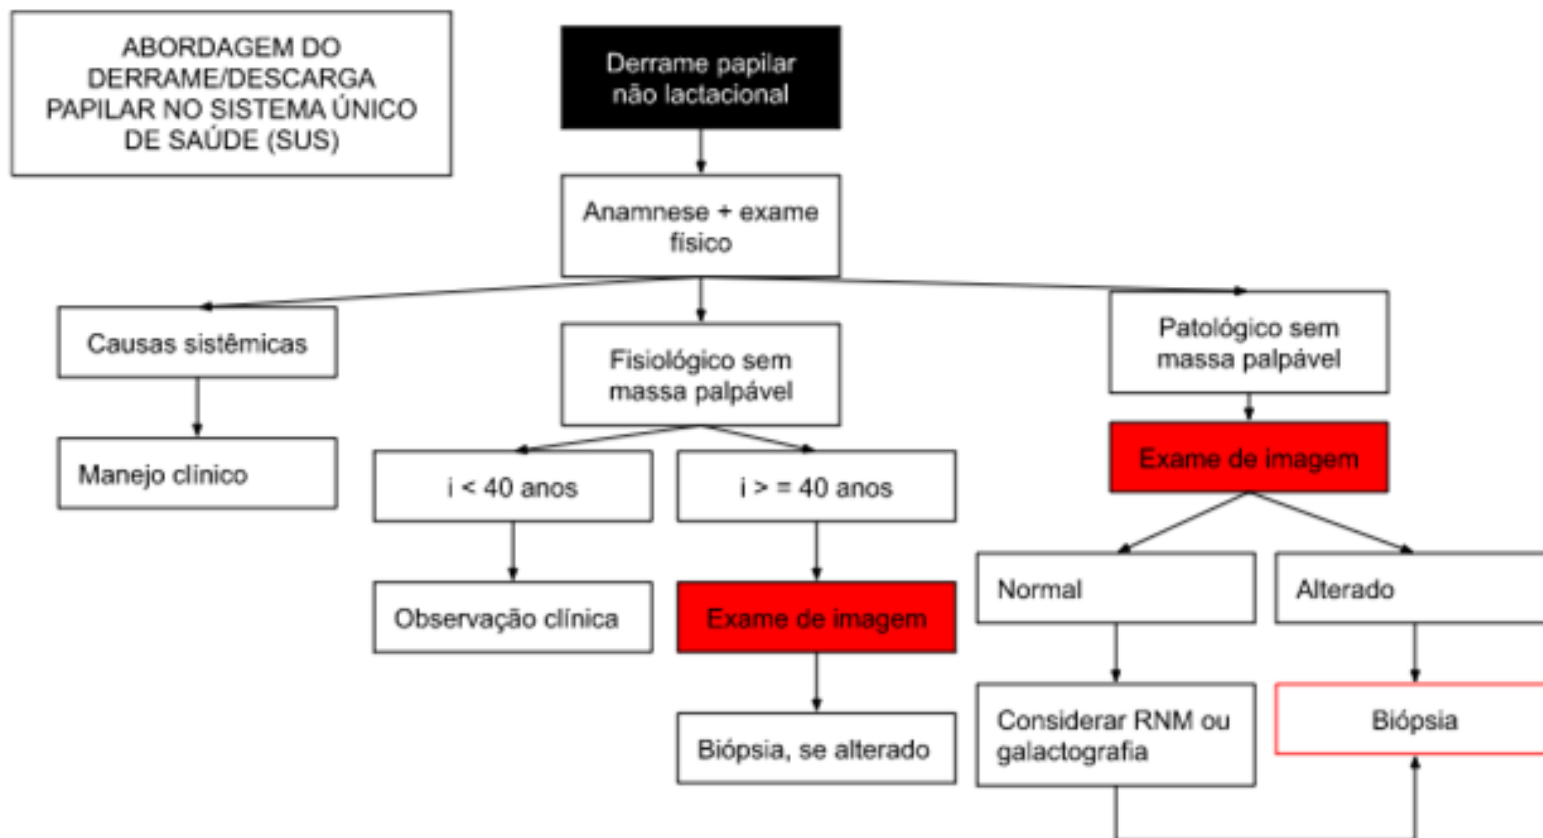 ABORDAGEM DO
DERRAME/DESCARGA
PAPILAR NO SISTEMA ÚNICO
DE SAÚDE (SUS)
Derrame papilar
não lactacional
Anamnese + exame
físico
Causas sistêmicas
Manejo clínico
Fisiológico sem
massa palpável
i < 40 anos
Observação clínica
i > = 40 anos
Exame de imagem
Biópsia, se alterado
Patológico sem
massa palpável
Exame de imagem
Normal
Considerar RNM ou
galactografia
Alterado
Biópsia